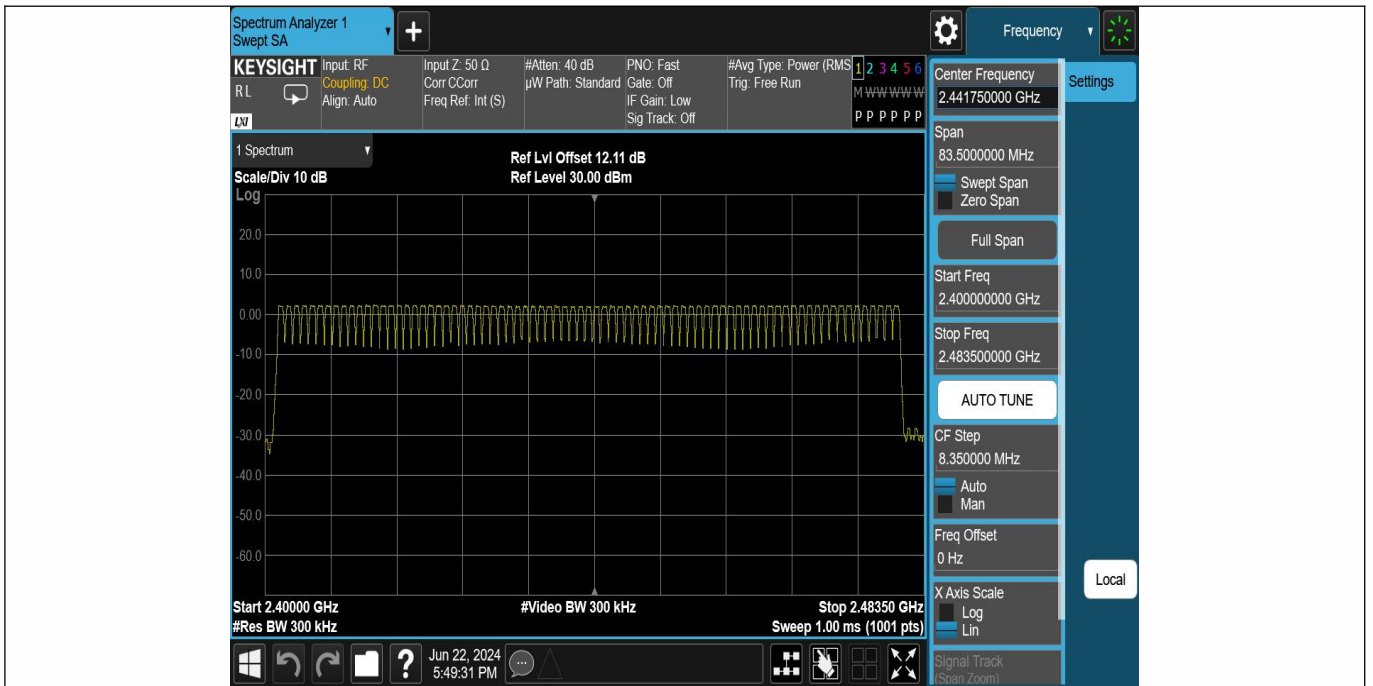 Spectrum Analyzer 1
Swept SA
+
Frequency
KEYSIGHT
RL
LXI
Input: RF
Coupling: DC
Align: Auto
Input Z: 50 Ω
Corr CCorr
Freq Ref: Int (S)
#Atten: 40 dB
µW Path: Standard
PNO: Fast
Gate: Off
IF Gain: Low
Sig Track: Off
#Avg Type: Power (RMS
Trig: Free Run
1 2 3 4 5 6
M W W W W W
P P P P P P
1 Spectrum
Scale/Div 10 dB
Ref Lvl Offset 12.11 dB
Ref Level 30.00 dBm
Log
20.0
10.0
0.00
-10.0
-20.0
-30.0
-40.0
-50.0
-60.0
Start 2.40000 GHz
#Video BW 300 kHz
Stop 2.48350 GHz
#Res BW 300 kHz
Sweep 1.00 ms (1001 pts)
Center Frequency
2.441750000 GHz
Settings
Span
83.5000000 MHz
Swept Span
Zero Span
Full Span
Start Freq
2.400000000 GHz
Stop Freq
2.483500000 GHz
AUTO TUNE
CF Step
8.350000 MHz
Auto
Man
Freq Offset
0 Hz
X Axis Scale
Log
Lin
Signal Track
(Span Zoom)
Local
?
Jun 22, 2024
5:49:31 PM